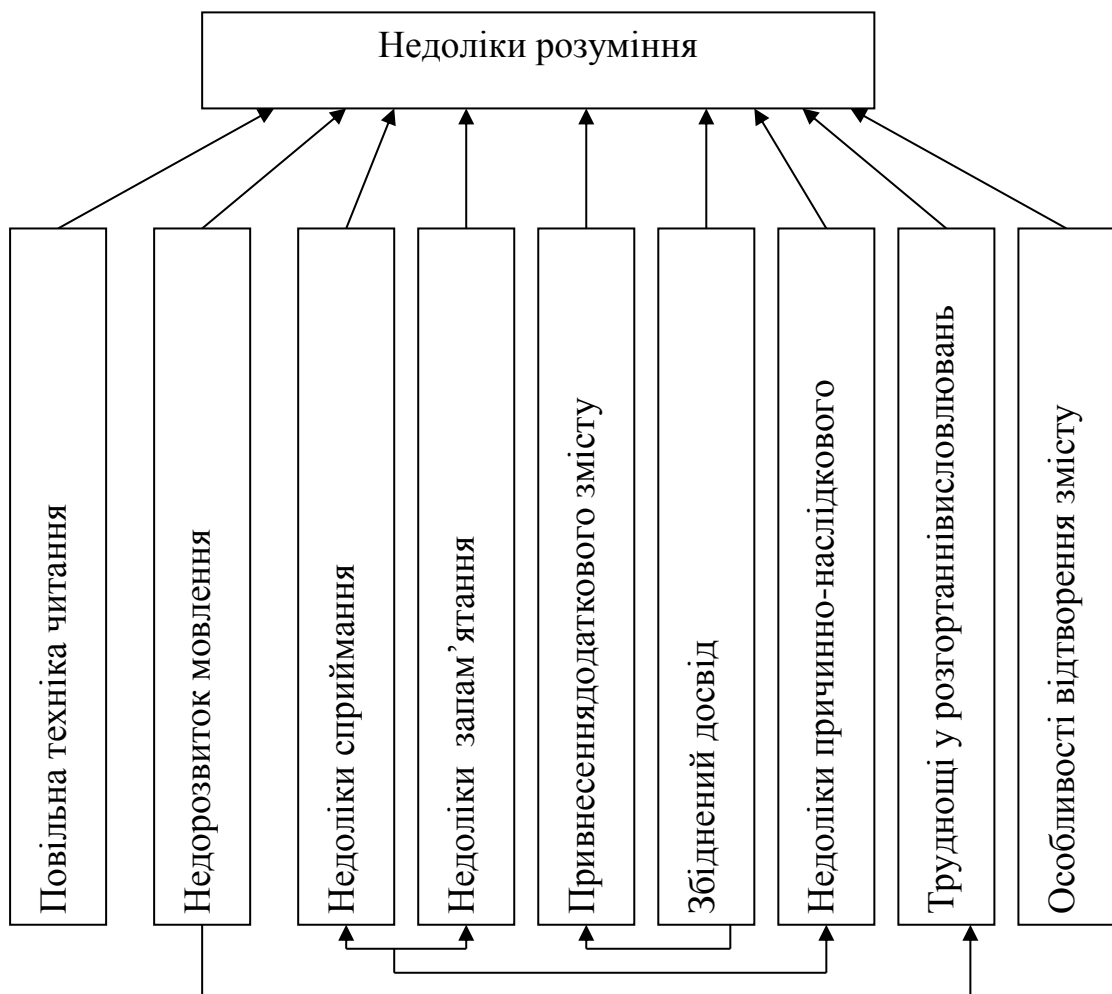 Недоліки розуміння
Повільна техніка читання
Недорозвиток мовлення
Недоліки сприймання
Недоліки запам’ятання
Привнесеннядодаткового змісту
Збіднений досвід
Недоліки причинно-наслідкового
Труднощі у розгортаннівисловлювань
Особливості відтворення змісту